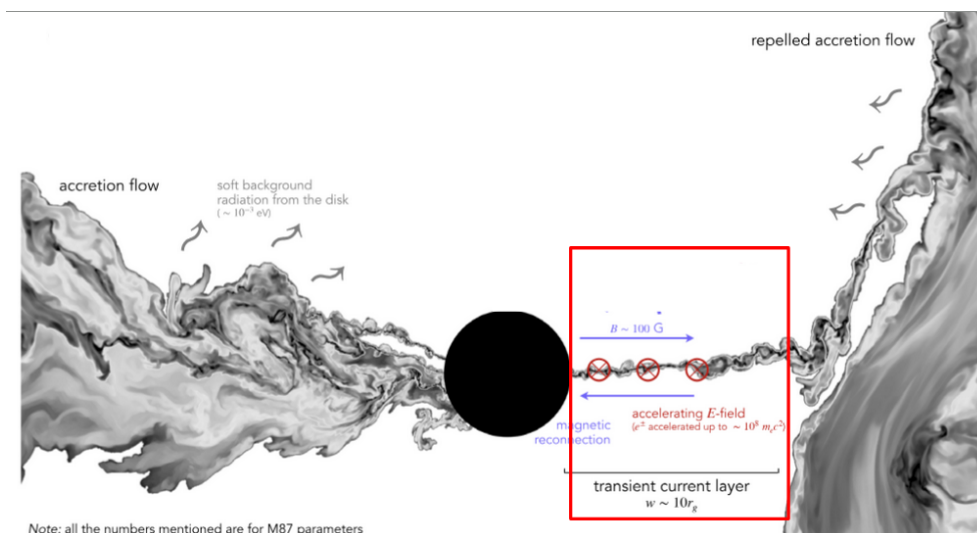 repelled accretion flow
accretion flow
soft background
radiation from the disk
(~ 10⁻³ eV)
B ~ 100 G
magnetic
reconnection
accelerating E-field
(e± accelerated up to ~ 10⁸ mₑc²)
transient current layer
w ~ 10r_g
Note: all the numbers mentioned are for M87 parameters